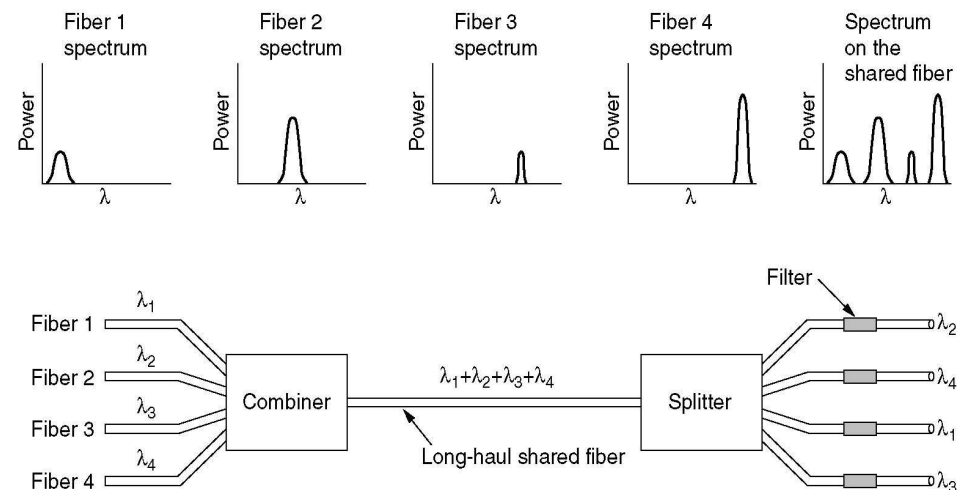 Fiber 1
spectrum
Fiber 2
spectrum
Fiber 3
spectrum
Fiber 4
spectrum
Spectrum
on the
shared fiber
Power
λ
Power
λ
Power
λ
Power
λ
Power
λ
Filter
Fiber 1
λ1
Fiber 2
λ2
Fiber 3
λ3
Fiber 4
λ4
Combiner
λ1+λ2+λ3+λ4
Long-haul shared fiber
Splitter
λ2
λ4
λ1
λ3